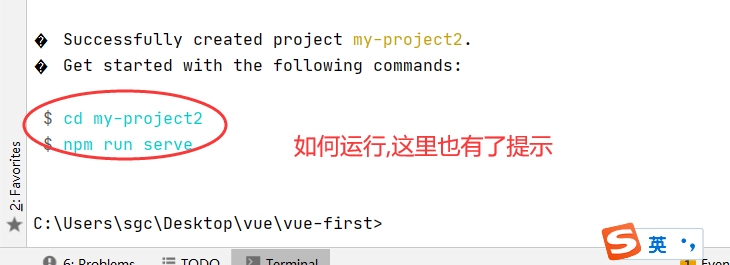 � Successfully created project my-project2.
� Get started with the following commands:
$ cd my-project2
$ npm run serve
如何运行,这里也有了提示
2: Favorites
C:\Users\sgc\Desktop\vue\vue-first>
英
6: Problems TODO Terminal 1 Even